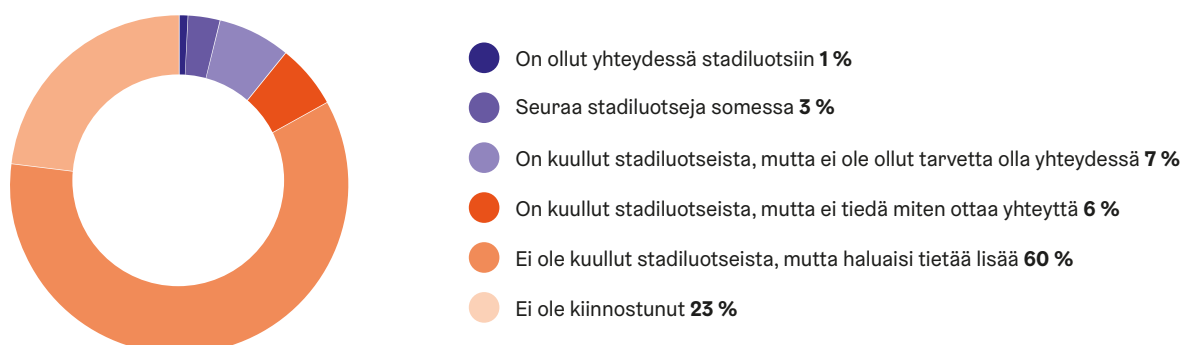 On ollut yhteydessä stadiluotsiin 1 %
Seuraa stadiluotseja somessa 3 %
On kuullut stadiluotseista, mutta ei ole ollut tarvetta olla yhteydessä 7 %
On kuullut stadiluotseista, mutta ei tiedä miten ottaa yhteyttä 6 %
Ei ole kuullut stadiluotseista, mutta haluaisi tietää lisää 60 %
Ei ole kiinnostunut 23 %